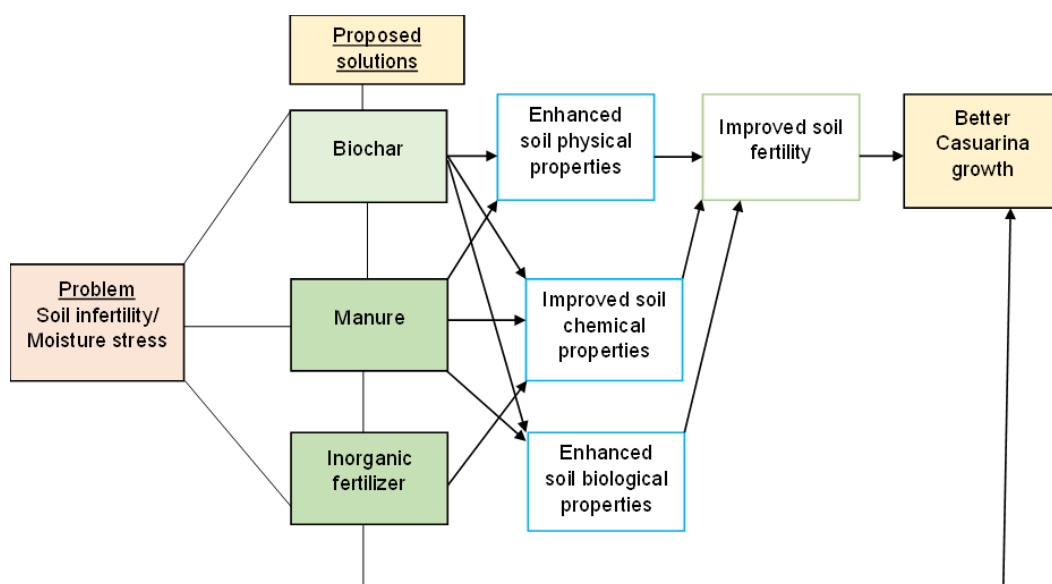 Proposed
solutions
Biochar
Enhanced
soil physical
properties
Improved soil
fertility
Better
Casuarina
growth
Problem
Soil infertility/
Moisture stress
Manure
Improved soil
chemical
properties
Inorganic
fertilizer
Enhanced
soil biological
properties